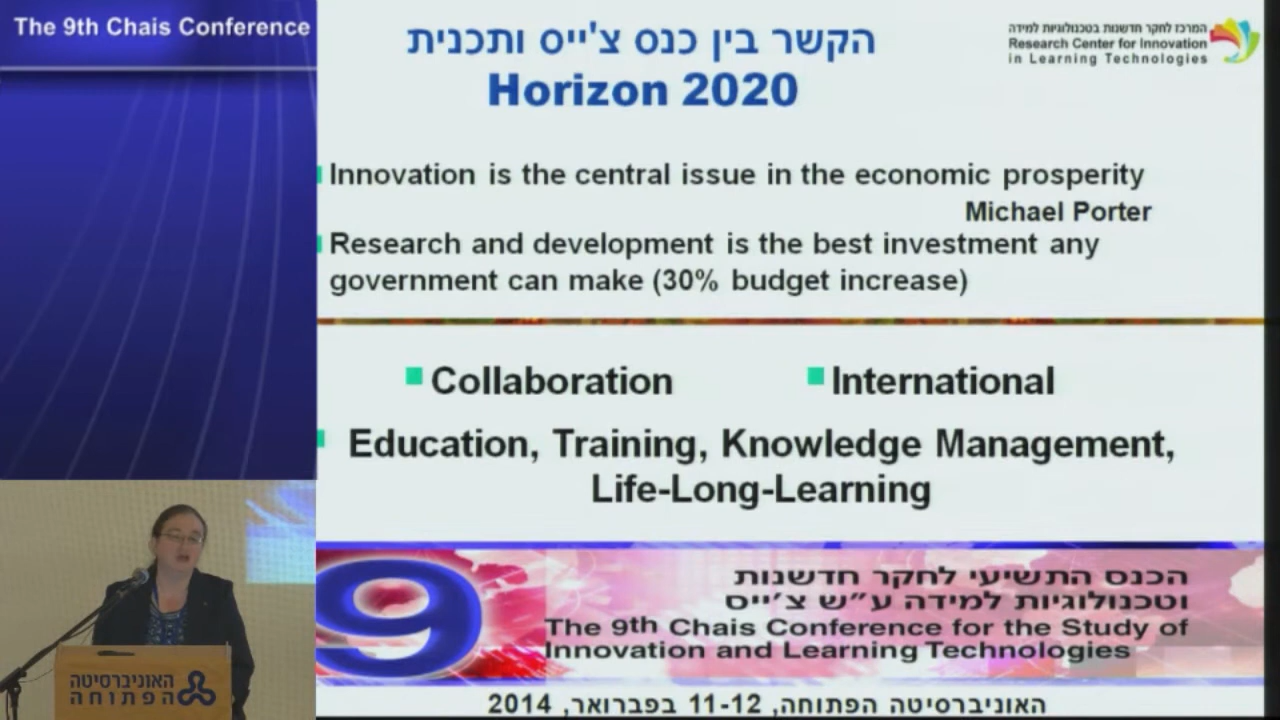 The 9th Chais Conference
הקשר בין כנס צ'ייס ותכנית
Horizon 2020
המרכז לחקר חדשנות בטכנולוגיות למידה
Research Center for Innovation
in Learning Technologies
Innovation is the central issue in the economic prosperity
Michael Porter
Research and development is the best investment any
government can make (30% budget increase)
Collaboration
International
Education, Training, Knowledge Management,
Life-Long-Learning
9
הכנס התשיעי לחקר חדשנות
וטכנולוגיות למידה ע״ש צ׳ייס
The 9th Chais Conference for the Study of
Innovation and Learning Technologies
האוניברסיטה הפתוחה, 11-12 בפברואר, 2014
האוניברסיטה
הפתוחה